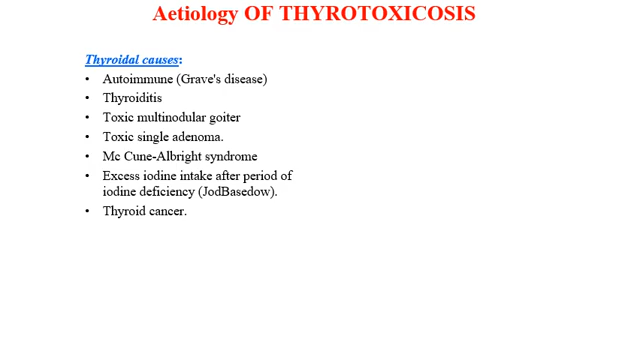 Aetiology OF THYROTOXICOSIS
Thyroidal causes:
• Autoimmune (Grave's disease)
• Thyroiditis
• Toxic multinodular goiter
• Toxic single adenoma.
• Mc Cune-Albright syndrome
• Excess iodine intake after period of
iodine deficiency (JodBasedow).
• Thyroid cancer.